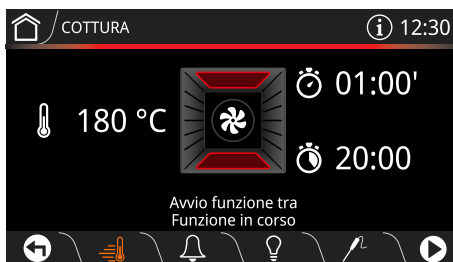 COTTURA
12:30
180 °C
01:00'
20:00
Avvio funzione tra
Funzione in corso